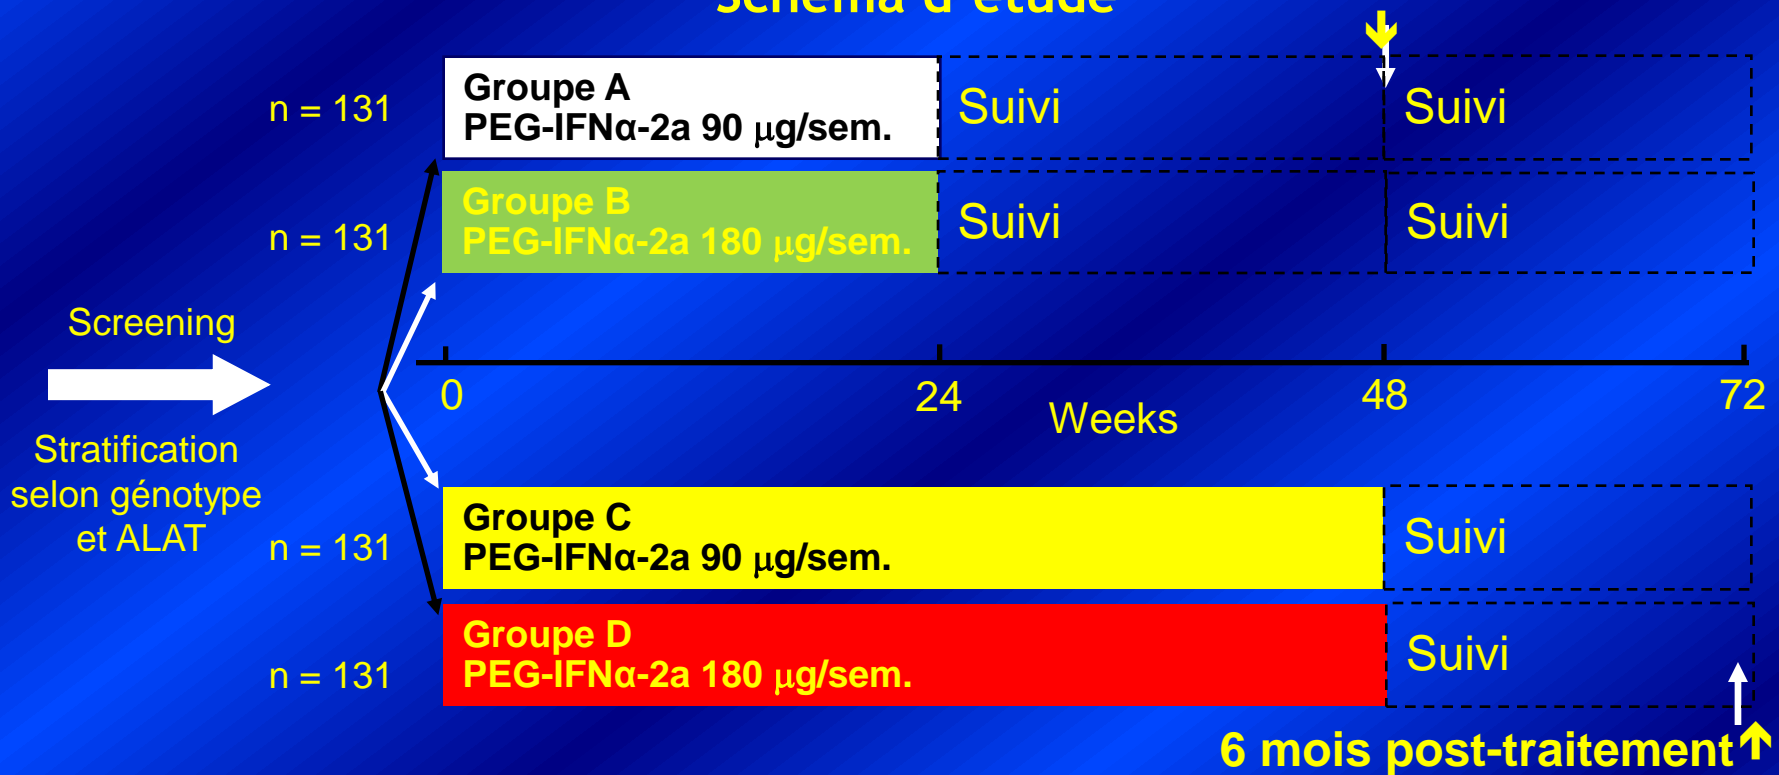 Schéma d'étude
n = 131
Groupe A
PEG-IFNα-2a 90 μg/sem.
Suivi
Suivi
n = 131
Groupe B
PEG-IFNα-2a 180 μg/sem.
Suivi
Suivi
Screening
0
24
48
72
Weeks
Stratification
selon génotype
et ALAT
n = 131
Groupe C
PEG-IFNα-2a 90 μg/sem.
Suivi
n = 131
Groupe D
PEG-IFNα-2a 180 μg/sem.
Suivi
6 mois post-traitement